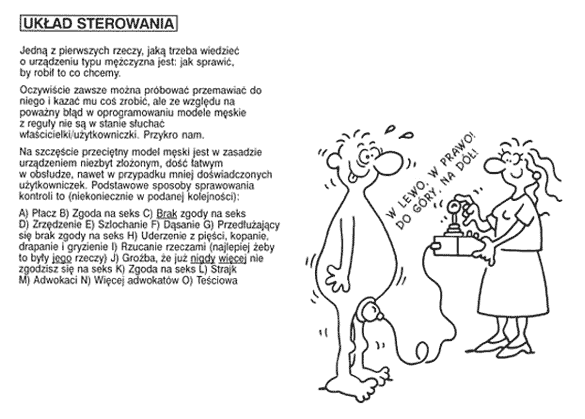 UKŁAD STEROWANIA
Jedną z pierwszych rzeczy, jaką trzeba wiedzieć
o urządzeniu typu mężczyzna jest: jak sprawić,
by robił to co chcemy.
Oczywiście zawsze można próbować przemawiać do
niego i kazać mu coś zrobić, ale ze względu na
poważny błąd w oprogramowaniu modele męskie
z reguły nie są w stanie słuchać
właścicielki/użytkowniczki. Przykro nam.
Na szczęście przeciętny model męski jest w zasadzie
urządzeniem niezbyt złożonym, dość łatwym
w obsłudze, nawet w przypadku mniej doświadczonych
użytkowniczek. Podstawowe sposoby sprawowania
kontroli to (niekoniecznie w podanej kolejności):
A) Płacz B) Zgoda na seks C) Brak zgody na seks
D) Zrzędzenie E) Szlochanie F) Dąsanie G) Przedłużający
się brak zgody na seks H) Uderzenie z pięści, kopanie,
drapanie i gryzienie I) Rzucanie rzeczami (najlepiej żeby
to były jego rzeczy) J) Groźba, że już nigdy więcej nie
zgodzisz się na seks K) Zgoda na seks L) Strajk
M) Adwokaci N) Więcej adwokatów O) Teściowa
W LEWO, W PRAWO!
DO GÓRY, NA DÓŁ!